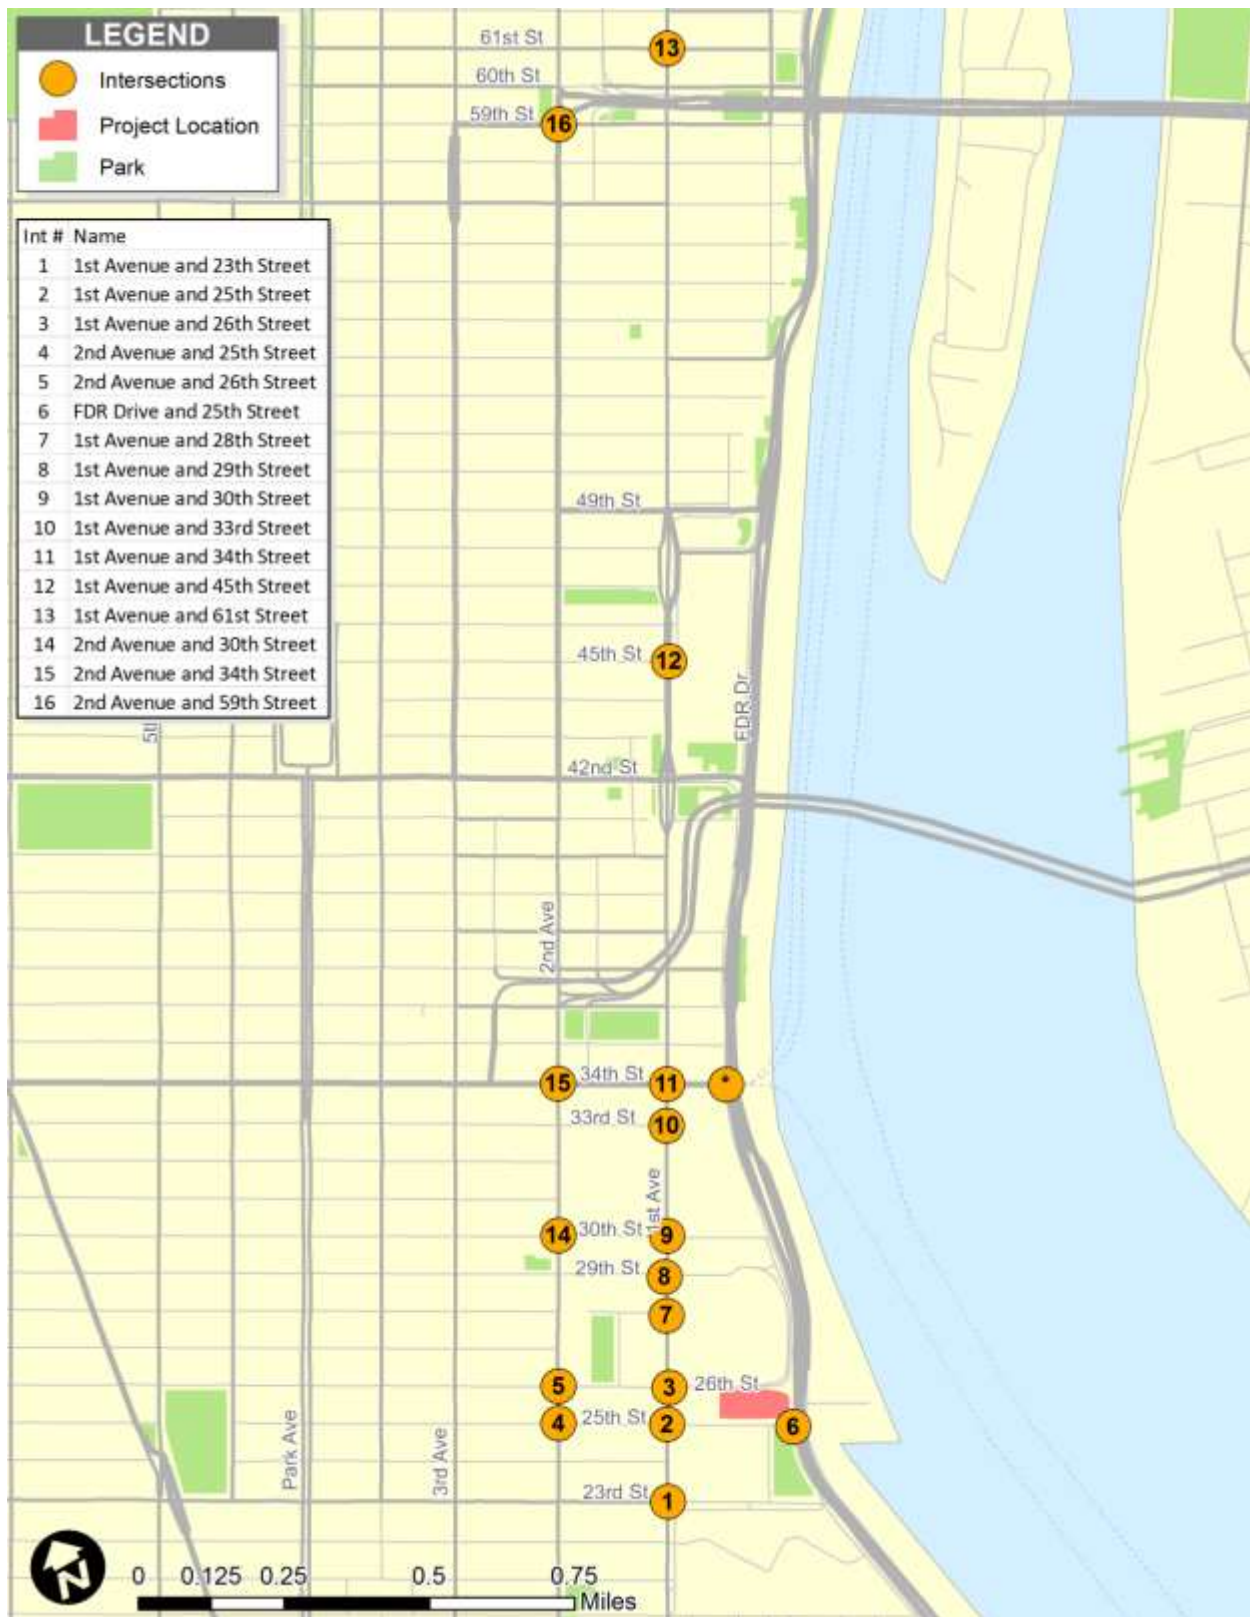 LEGEND
Intersections
Project Location
Park
Int # Name
1 1st Avenue and 23th Street
2 1st Avenue and 25th Street
3 1st Avenue and 26th Street
4 2nd Avenue and 25th Street
5 2nd Avenue and 26th Street
6 FDR Drive and 25th Street
7 1st Avenue and 28th Street
8 1st Avenue and 29th Street
9 1st Avenue and 30th Street
10 1st Avenue and 33rd Street
11 1st Avenue and 34th Street
12 1st Avenue and 45th Street
13 1st Avenue and 61st Street
14 2nd Avenue and 30th Street
15 2nd Avenue and 34th Street
16 2nd Avenue and 59th Street
61st St
13
60th St
59th St
16
49th St
45th St
12
FDR Dr
42nd St
2nd Ave
15
34th St
11
*
33rd St
10
1st Ave
14
30th St
9
29th St
8
7
5
3
26th St
4
25th St
2
6
Park Ave
3rd Ave
23rd St
1
N
0 0.125 0.25 0.5 0.75
Miles